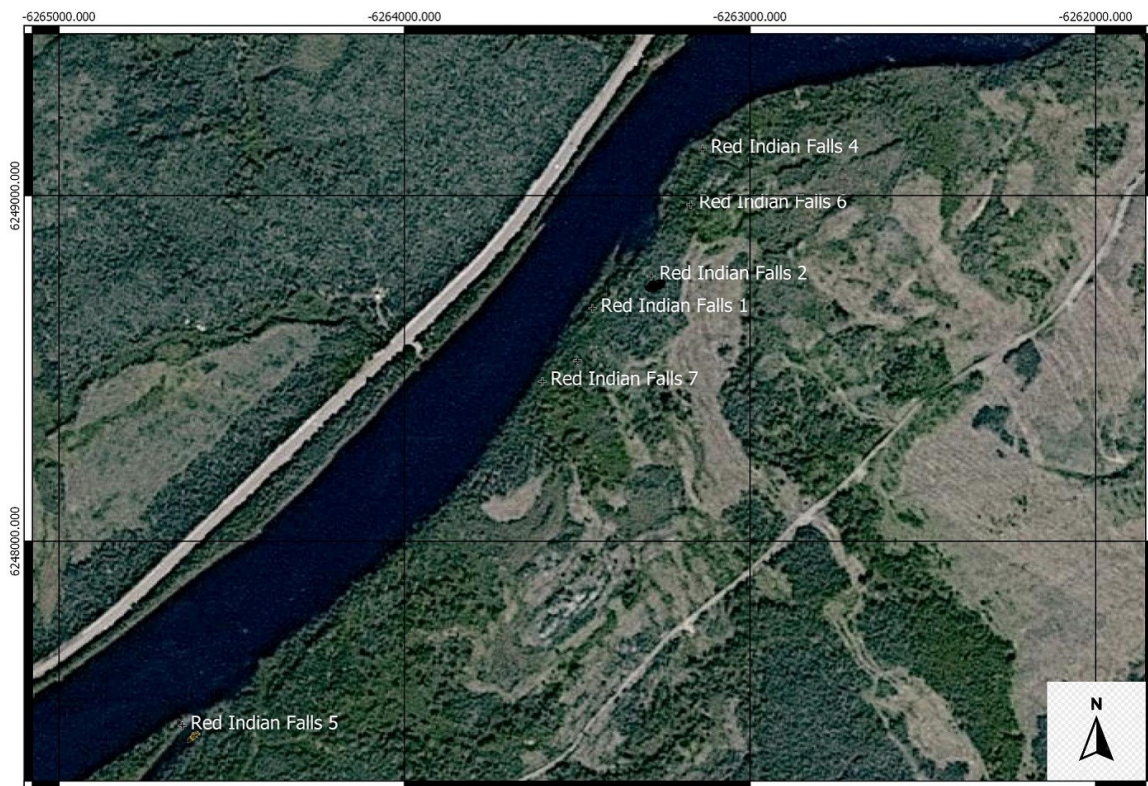 -6265000.000 -6264000.000 -6263000.000 -6262000.000
6249000.000
6248000.000
Red Indian Falls 4
Red Indian Falls 6
Red Indian Falls 2
Red Indian Falls 1
Red Indian Falls 7
Red Indian Falls 5
N